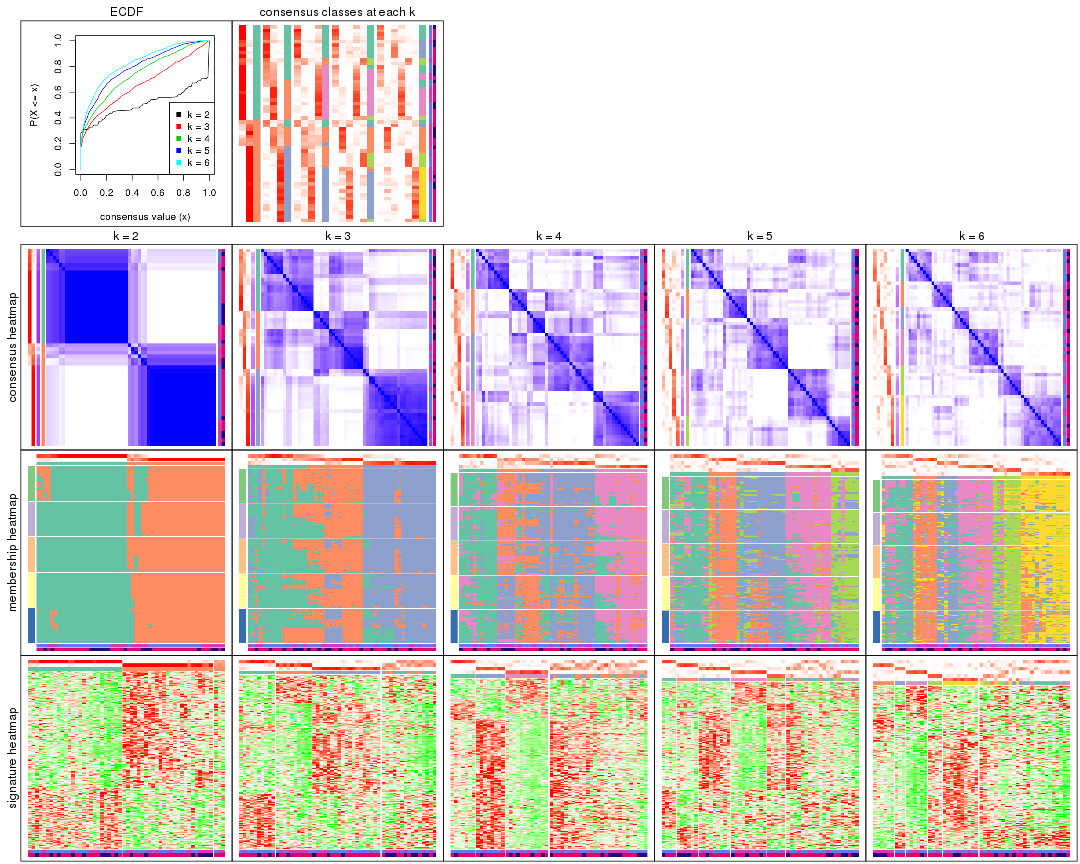 ECDF
consensus classes at each k
P(X <= x)
0.0
0.2
0.4
0.6
0.8
1.0
k = 2
k = 3
k = 4
k = 5
k = 6
0.0 0.2 0.4 0.6 0.8 1.0
consensus value (x)
k = 2
k = 3
k = 4
k = 5
k = 6
consensus heatmap
membership heatmap
signature heatmap